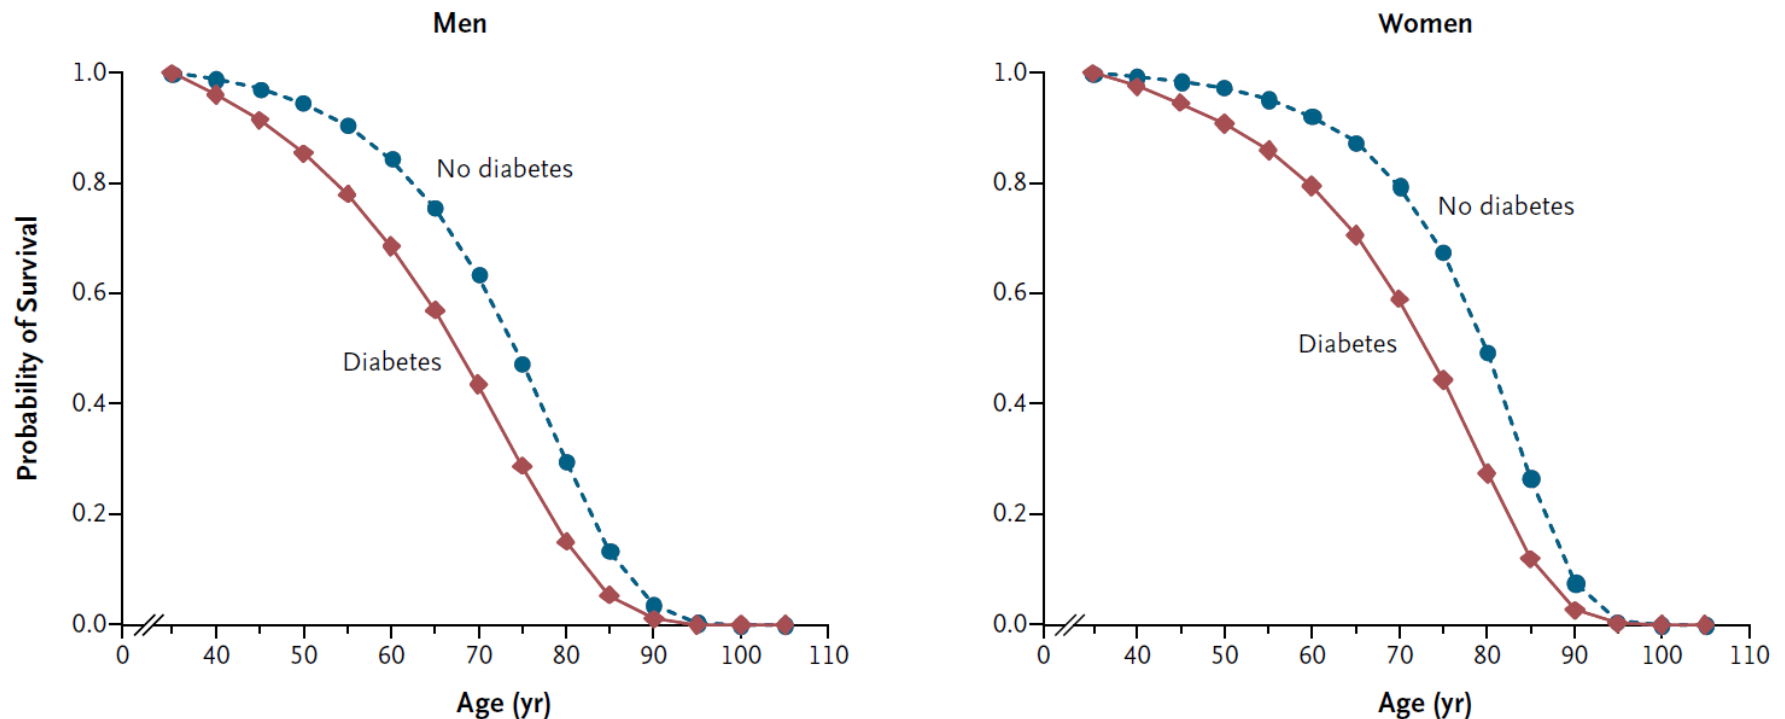 Men
Probability of Survival
1.0
0.8
0.6
0.4
0.2
0.0
No diabetes
Diabetes
0 40 50 60 70 80 90 100 110
Age (yr)
Women
1.0
0.8
0.6
0.4
0.2
0.0
No diabetes
Diabetes
0 40 50 60 70 80 90 100 110
Age (yr)